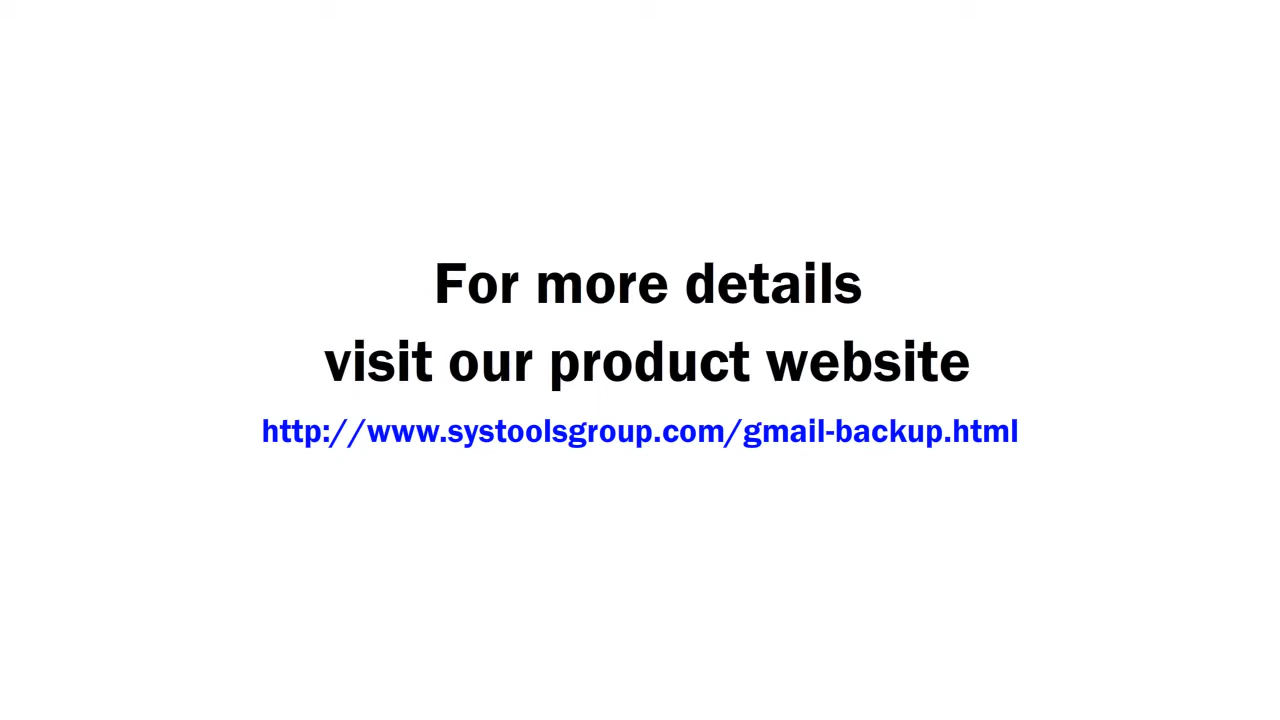 For more details
visit our product website
http://www.systoolsgroup.com/gmail-backup.html